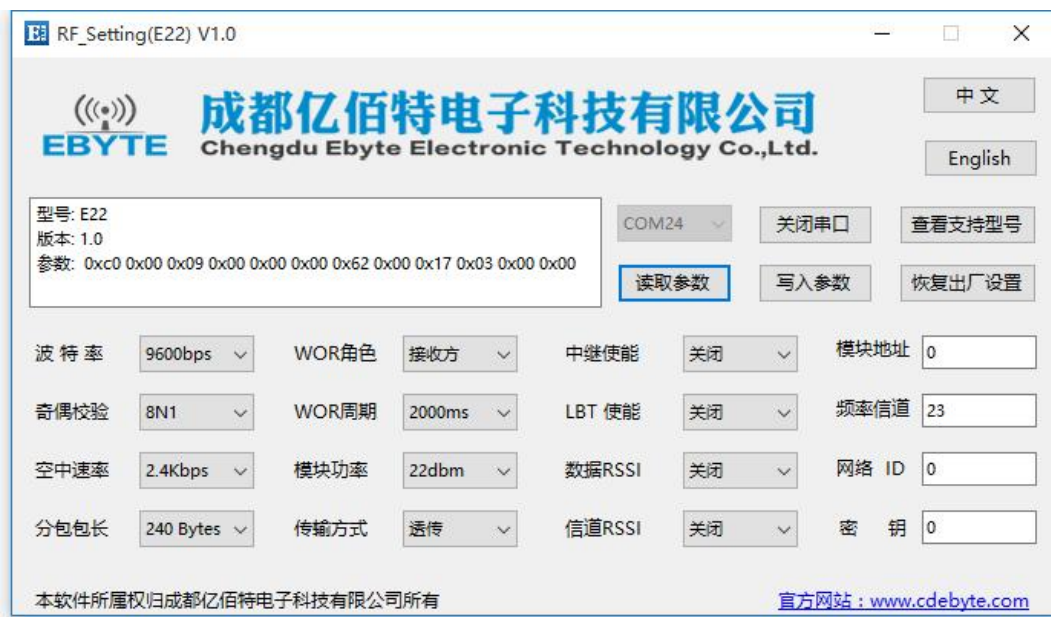 RF_Setting(E22) V1.0
EBYTE
成都亿佰特电子科技有限公司
Chengdu Ebyte Electronic Technology Co.,Ltd.
中 文
English
型号: E22
版本: 1.0
参数: 0xc0 0x00 0x09 0x00 0x00 0x00 0x62 0x00 0x17 0x03 0x00 0x00
COM24 关闭串口 查看支持型号
读取参数 写入参数 恢复出厂设置
波 特 率 9600bps WOR角色 接收方 中继使能 关闭 模块地址 0
奇偶校验 8N1 WOR周期 2000ms LBT 使能 关闭 频率信道 23
空中速率 2.4Kbps 模块功率 22dbm 数据RSSI 关闭 网络 ID 0
分包包长 240 Bytes 传输方式 透传 信道RSSI 关闭 密 钥 0
本软件所属权归成都亿佰特电子科技有限公司所有 官方网站：www.cdebyte.com